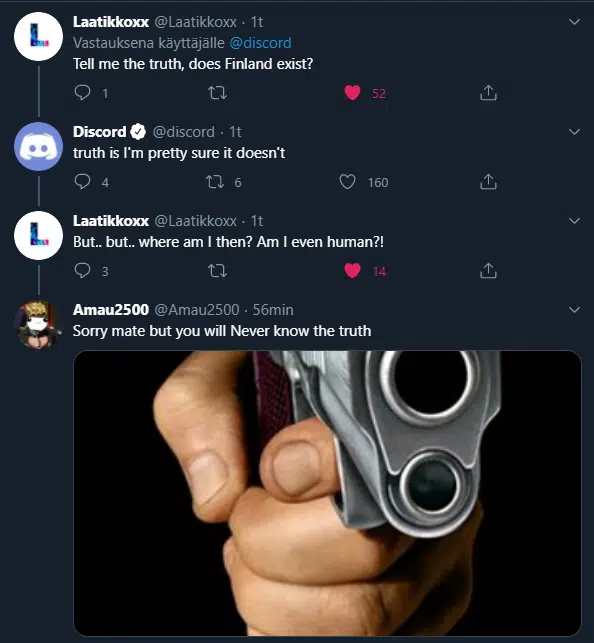 Laatikkoxx @Laatikkoxx · 1t
Vastauksena käyttäjälle @discord
Tell me the truth, does Finland exist?
1 52
Discord @discord · 1t
truth is I'm pretty sure it doesn't
4 6 160
Laatikkoxx @Laatikkoxx · 1t
But.. but.. where am I then? Am I even human?!
3 14
Amau2500 @Amau2500 · 56min
Sorry mate but you will Never know the truth